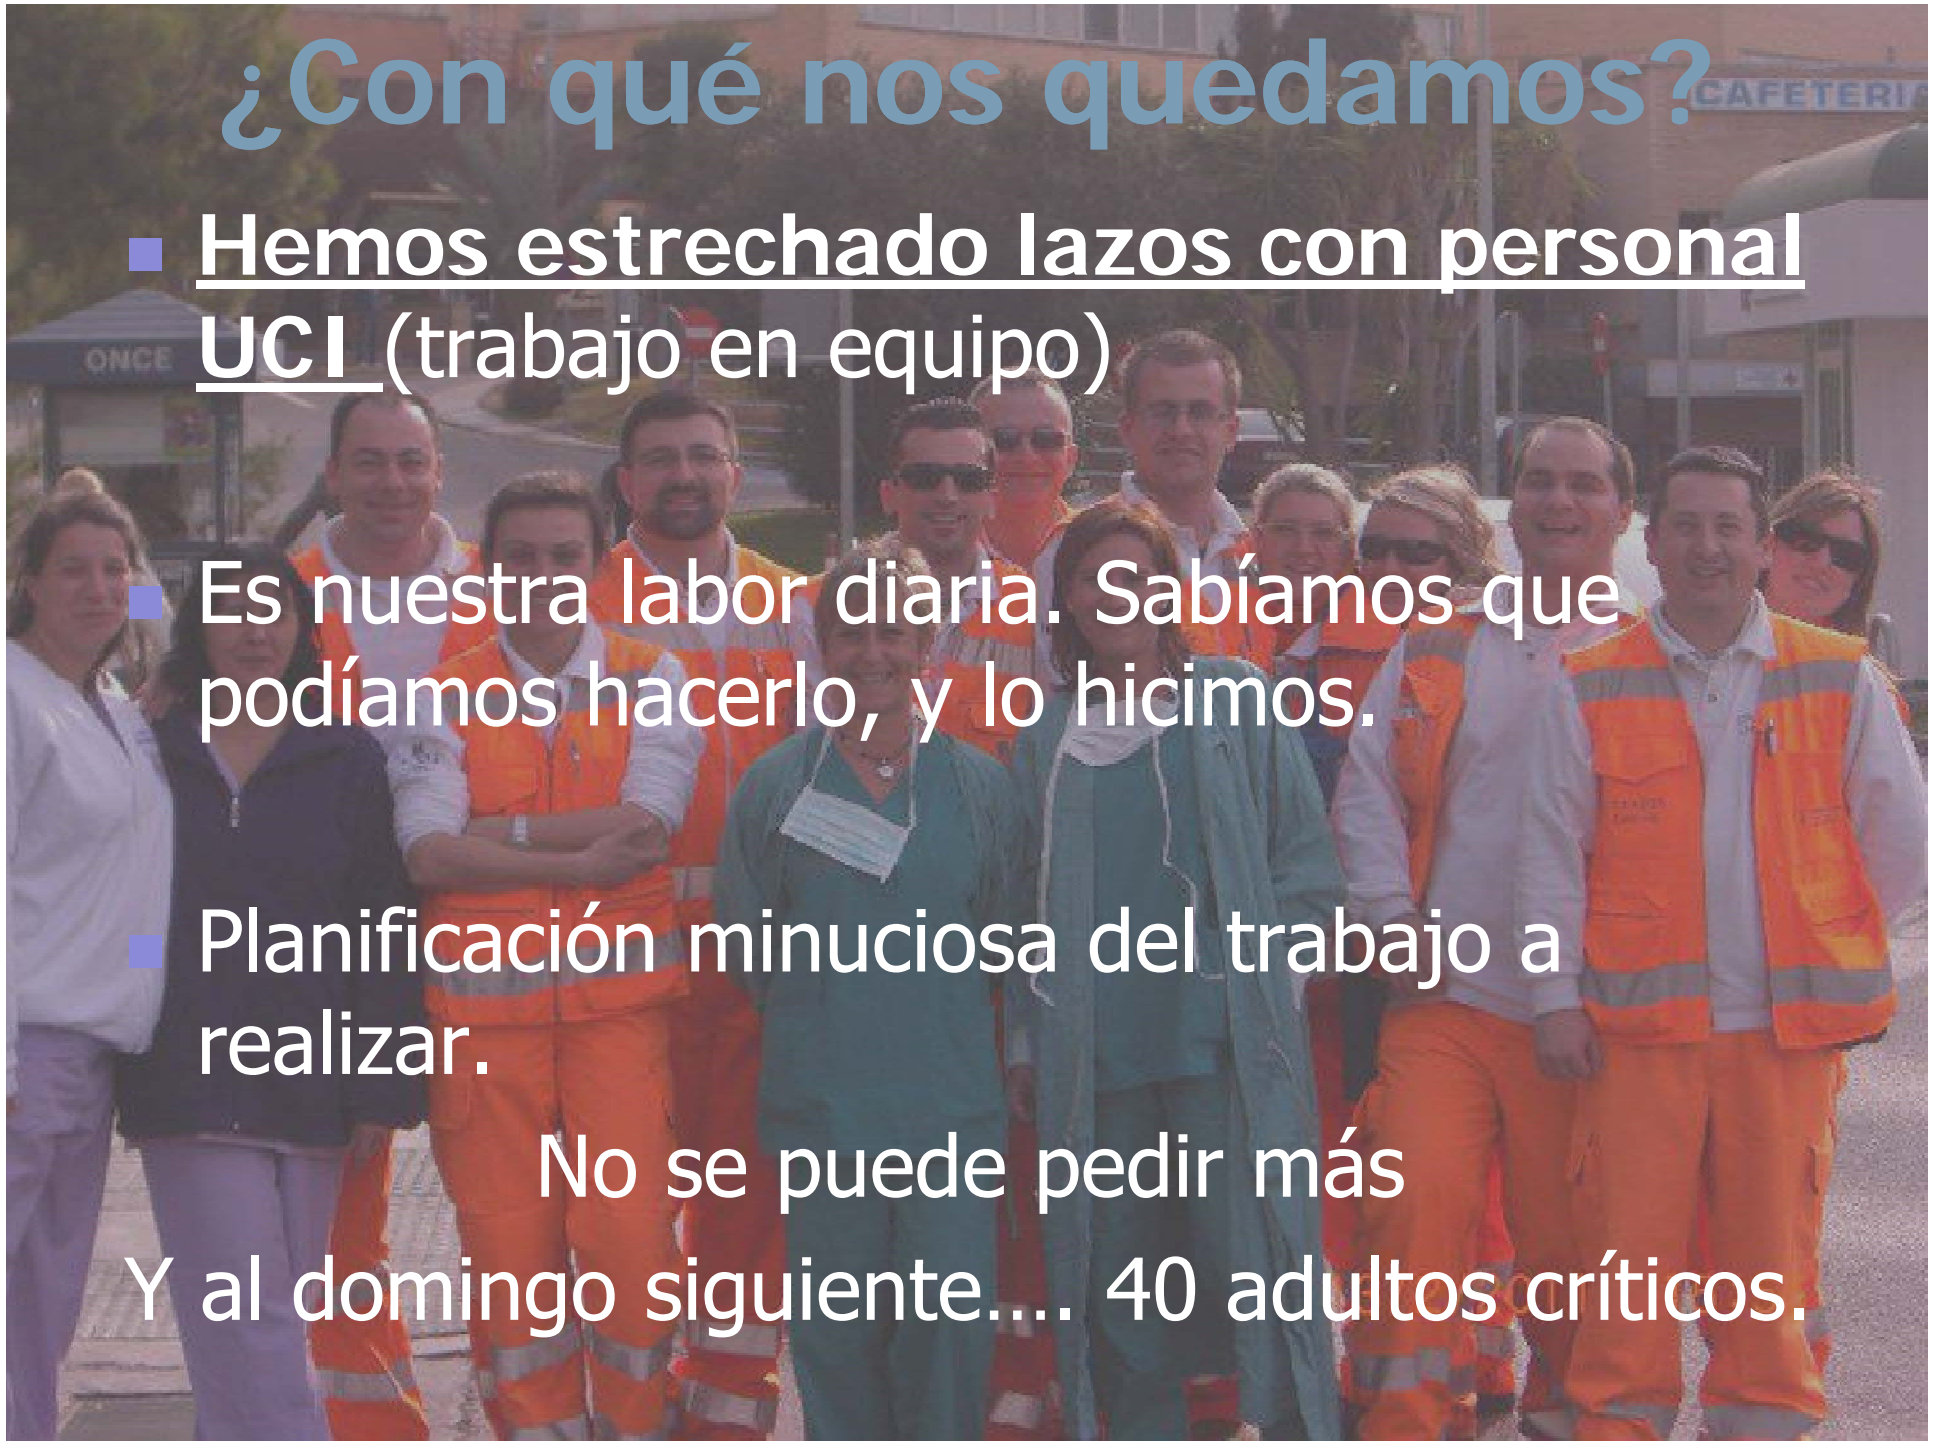 ¿Con qué nos quedamos?
CAFETERIA
Hemos estrechado lazos con personal
UCI (trabajo en equipo)
ONCE
Es nuestra labor diaria. Sabíamos que
podíamos hacerlo, y lo hicimos.
Planificación minuciosa del trabajo a
realizar.
No se puede pedir más
Y al domingo siguiente.... 40 adultos críticos.